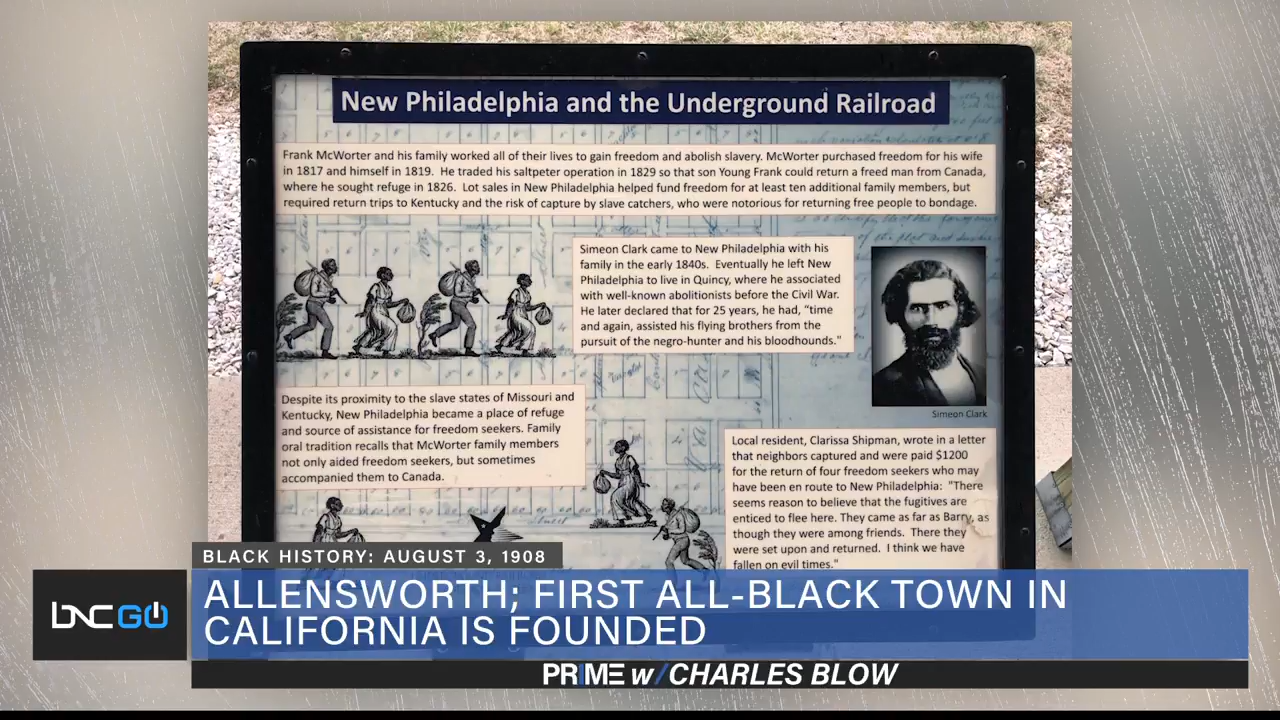 New Philadelphia and the Underground Railroad
Frank McWorter and his family worked all of their lives to gain freedom and abolish slavery. McWorter purchased freedom for his wife
in 1817 and himself in 1819. He traded his saltpeter operation in 1829 so that son Young Frank could return a freed man from Canada,
where he sought refuge in 1826. Lot sales in New Philadelphia helped fund freedom for at least ten additional family members, but
required return trips to Kentucky and the risk of capture by slave catchers, who were notorious for returning free people to bondage.
Simeon Clark came to New Philadelphia with his
family in the early 1840s. Eventually he left New
Philadelphia to live in Quincy, where he associated
with well-known abolitionists before the Civil War.
He later declared that for 25 years, he had, "time
and again, assisted his flying brothers from the
pursuit of the negro-hunter and his bloodhounds."
Simeon Clark
Despite its proximity to the slave states of Missouri and
Kentucky, New Philadelphia became a place of refuge
and source of assistance for freedom seekers. Family
oral tradition recalls that McWorter family members
not only aided freedom seekers, but sometimes
accompanied them to Canada.
Local resident, Clarissa Shipman, wrote in a letter
that neighbors captured and were paid $1200
for the return of four freedom seekers who may
have been en route to New Philadelphia: "There
seems reason to believe that the fugitives are
enticed to flee here. They came as far as Barry, as
though they were among friends. There they
were set upon and returned. I think we have
fallen on evil times."
BLACK HISTORY: AUGUST 3, 1908
BNC GO
ALLENSWORTH; FIRST ALL-BLACK TOWN IN
CALIFORNIA IS FOUNDED
PRIME w/ CHARLES BLOW